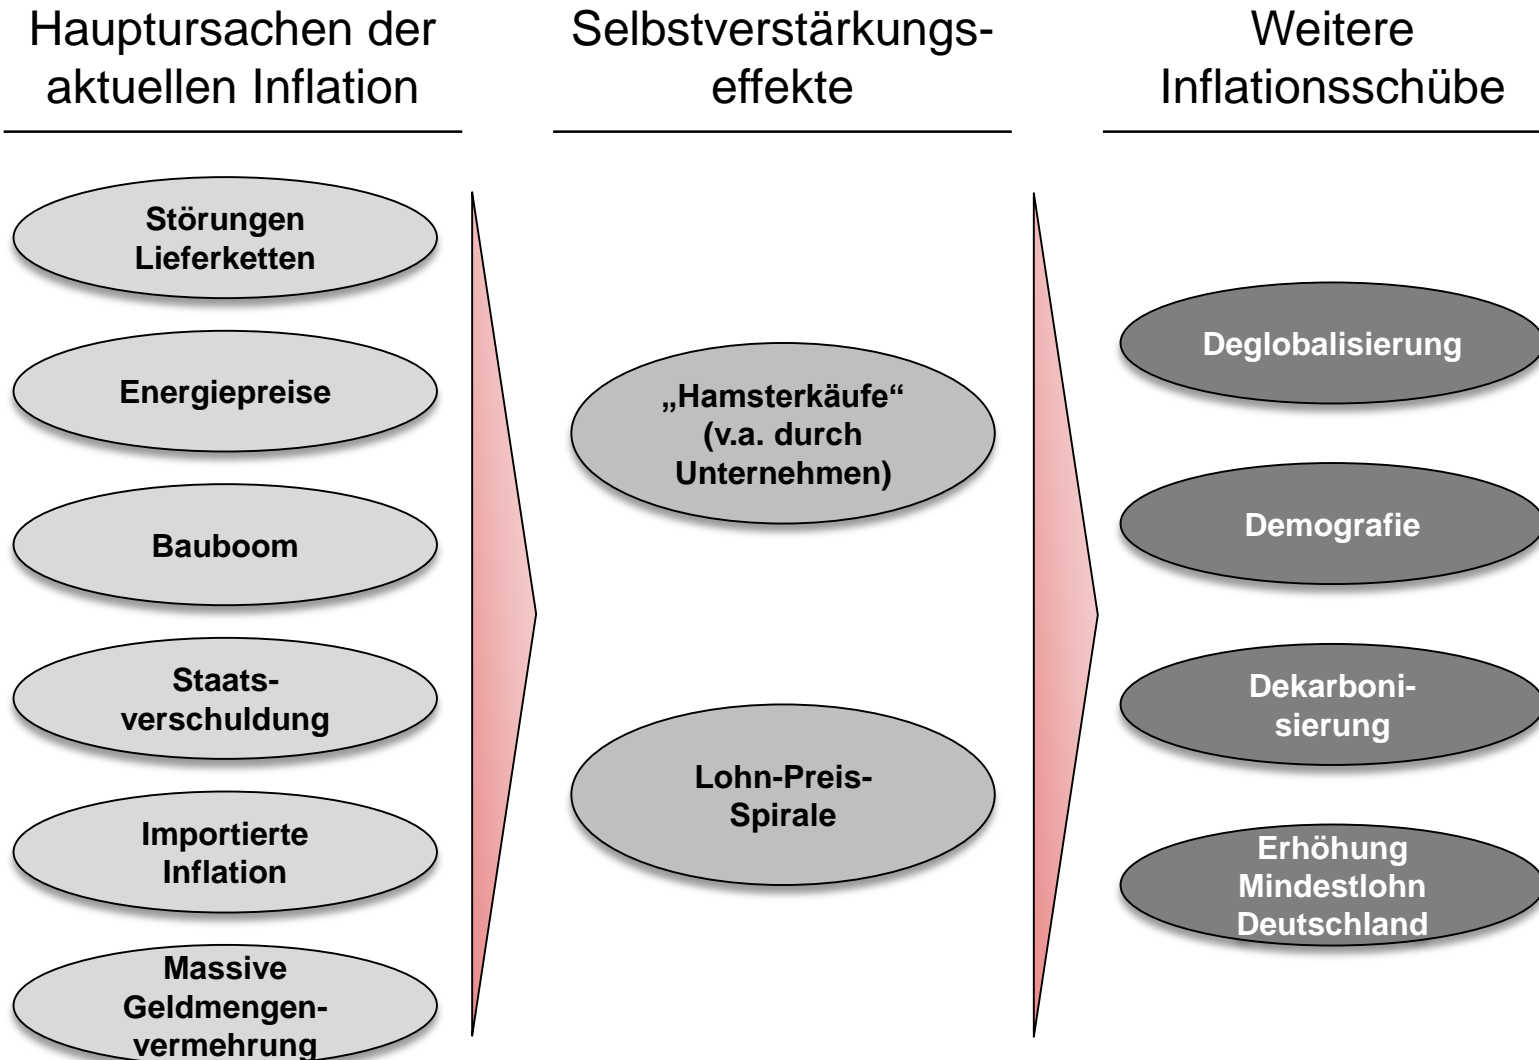 Hauptursachen der
aktuellen Inflation
Störungen
Lieferketten
Energiepreise
Bauboom
Staats-
verschuldung
Importierte
Inflation
Massive
Geldmengen-
vermehrung
Selbstverstärkungs-
effekte
„Hamsterkäufe“
(v.a. durch
Unternehmen)
Lohn-Preis-
Spirale
Weitere
Inflationsschübe
Deglobalisierung
Demografie
Dekarboni-
sierung
Erhöhung
Mindestlohn
Deutschland